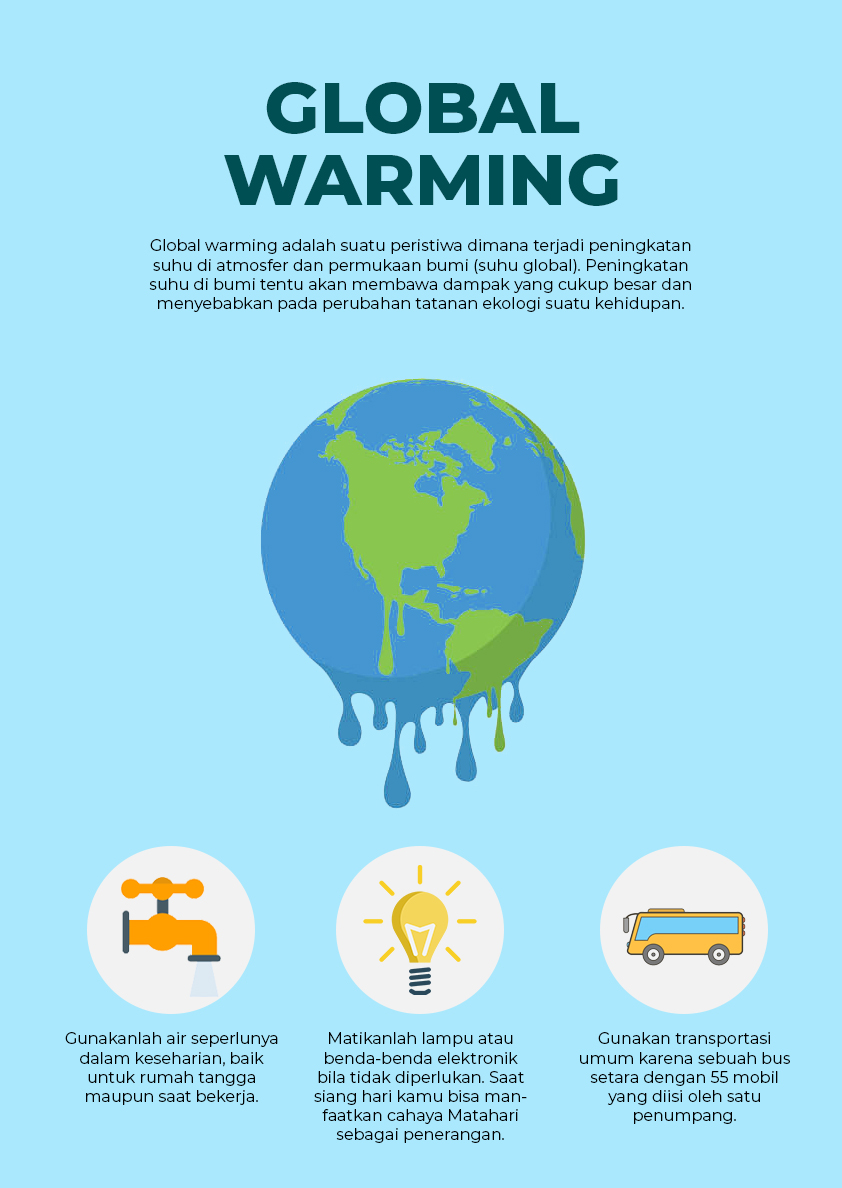 GLOBAL
WARMING
Global warming adalah suatu peristiwa dimana terjadi peningkatan
suhu di atmosfer dan permukaan bumi (suhu global). Peningkatan
suhu di bumi tentu akan membawa dampak yang cukup besar dan
menyebabkan pada perubahan tatanan ekologi suatu kehidupan.
Gunakanlah air seperlunya
dalam keseharian, baik
untuk rumah tangga
maupun saat bekerja.
Matikanlah lampu atau
benda-benda elektronik
bila tidak diperlukan. Saat
siang hari kamu bisa man-
faatkan cahaya Matahari
sebagai penerangan.
Gunakan transportasi
umum karena sebuah bus
setara dengan 55 mobil
yang diisi oleh satu
penumpang.